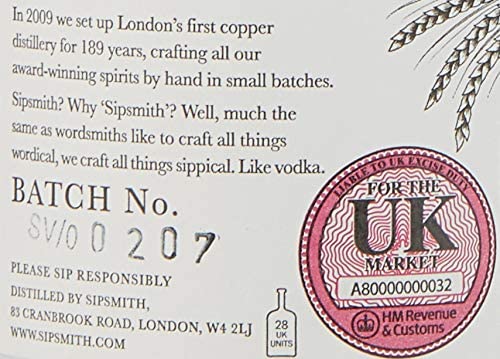 In 2009 we set up London's first copper
distillery for 189 years, crafting all our
award-winning spirits by hand in small batches.
Sipsmith? Why 'Sipsmith'? Well, much the
same as wordsmiths like to craft all things
wordical, we craft all things sippical. Like vodka.
BATCH No.
SV/00207
PLEASE SIP RESPONSIBLY
DISTILLED BY SIPSMITH,
83 CRANBROOK ROAD, LONDON, W4 2LJ
WWW.SIPSMITH.COM
28
UK
UNITS
LIABLE TO UK EXCISE DUTY
FOR THE
UK
MARKET
A80000000032
HM Revenue
& Customs